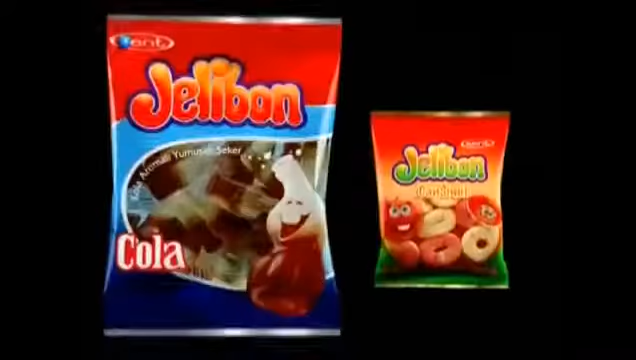 Kent
Jelibon
Kola Aromalı Yumuşak Şeker
Cola
Kent
Jelibon